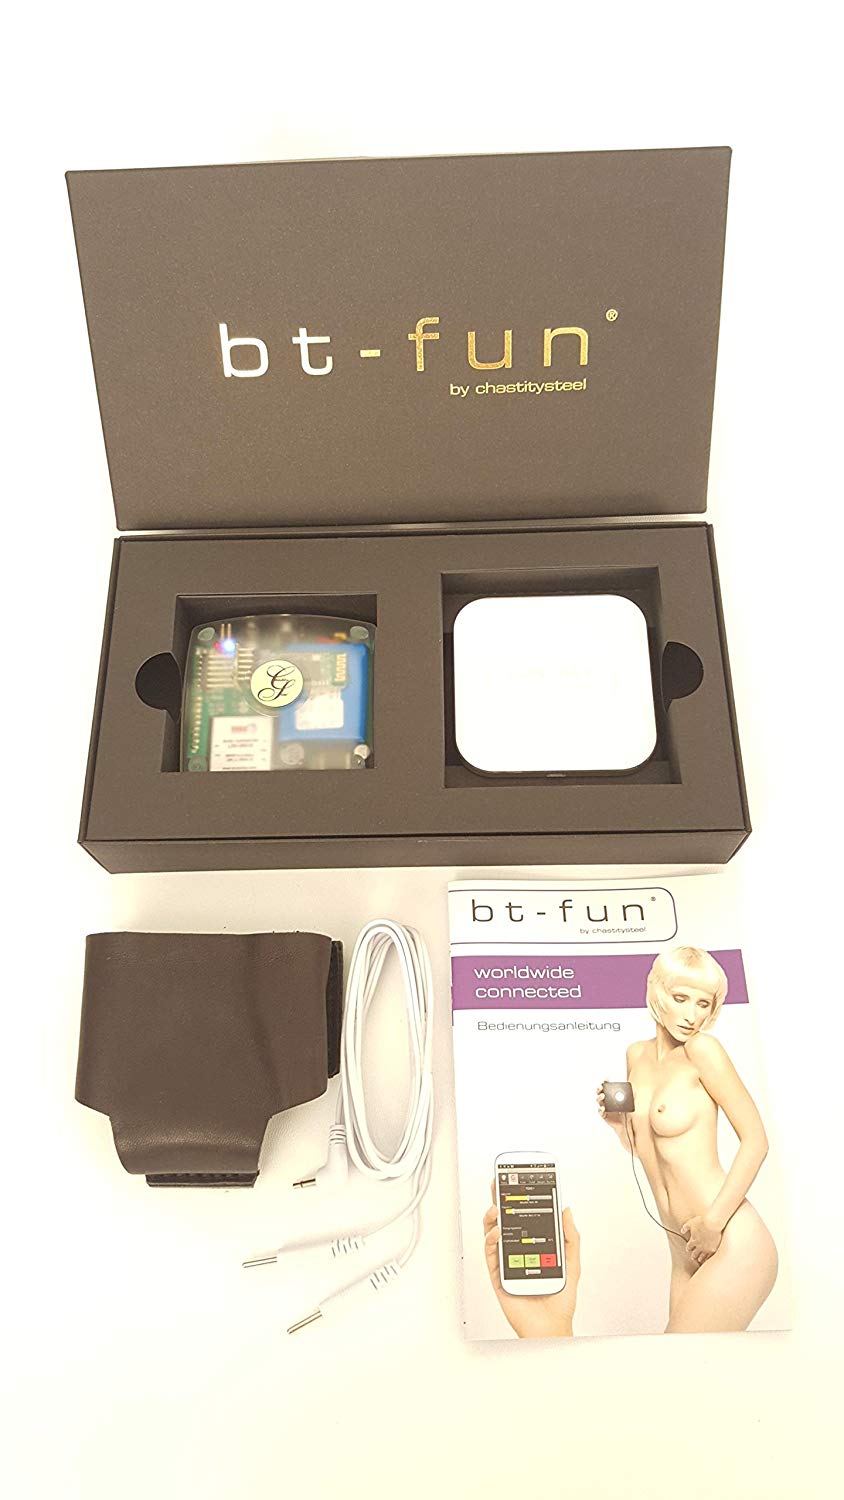 bt-fun®
by chastitysteel
bt-fun®
by chastitysteel
worldwide
connected
Bedienungsanleitung